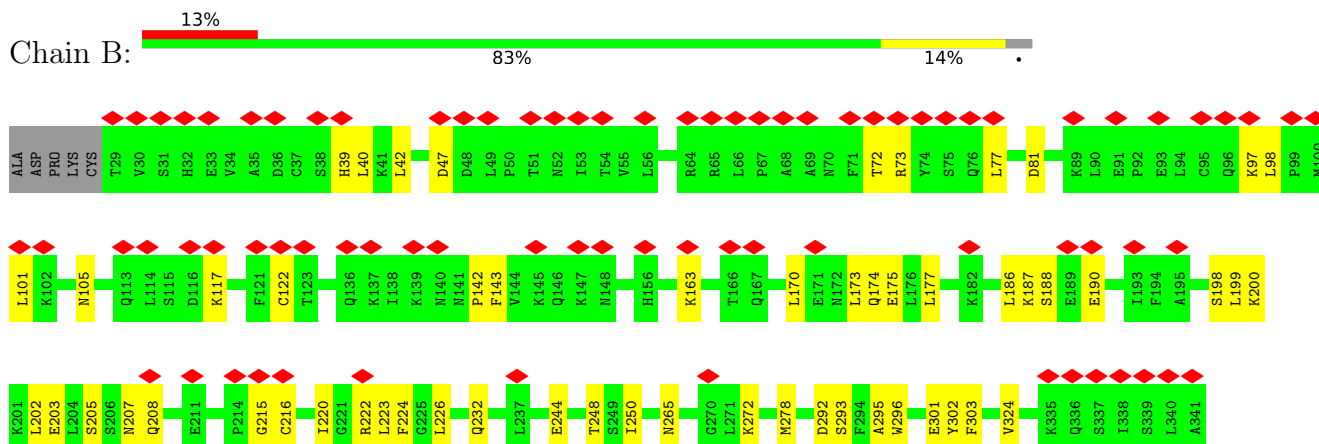 13%
Chain B:
83% 14% •
ALA ASP PRO LYS CYS T29 V30 S31 H32 E33 V34 A35 D36 C37 S38 H39 L40 K41 L42 D47 D48 L49 P50 T51 N52 I53 T54 V55 L56 R64 R65 L66 P67 A68 A69 N70 F71 T72 R73 Y74 S75 Q76 L77 D81 K89 L90 E91 P92 E93 L94 C95 Q96 K97 L98 P99 M100
L101 K102 N105 Q113 L114 S115 D116 K117 F121 C122 T123 Q136 K137 I138 K139 N140 N141 P142 F143 V144 K145 Q146 K147 N148 H156 K163 T166 Q167 L170 E171 N172 L173 Q174 E175 L176 L177 K182 L186 K187 S188 E189 E190 I193 F194 A195 S198 L199 K200
K201 L202 E203 L204 S205 S206 N207 Q208 E211 P214 G215 C216 I220 G221 R222 L223 F224 G225 L226 Q232 L237 E244 T248 S249 I250 N265 G270 L271 K272 M278 D292 S293 F294 A295 W296 E301 Y302 F303 V324 K335 Q336 S337 I338 S339 L340 A341